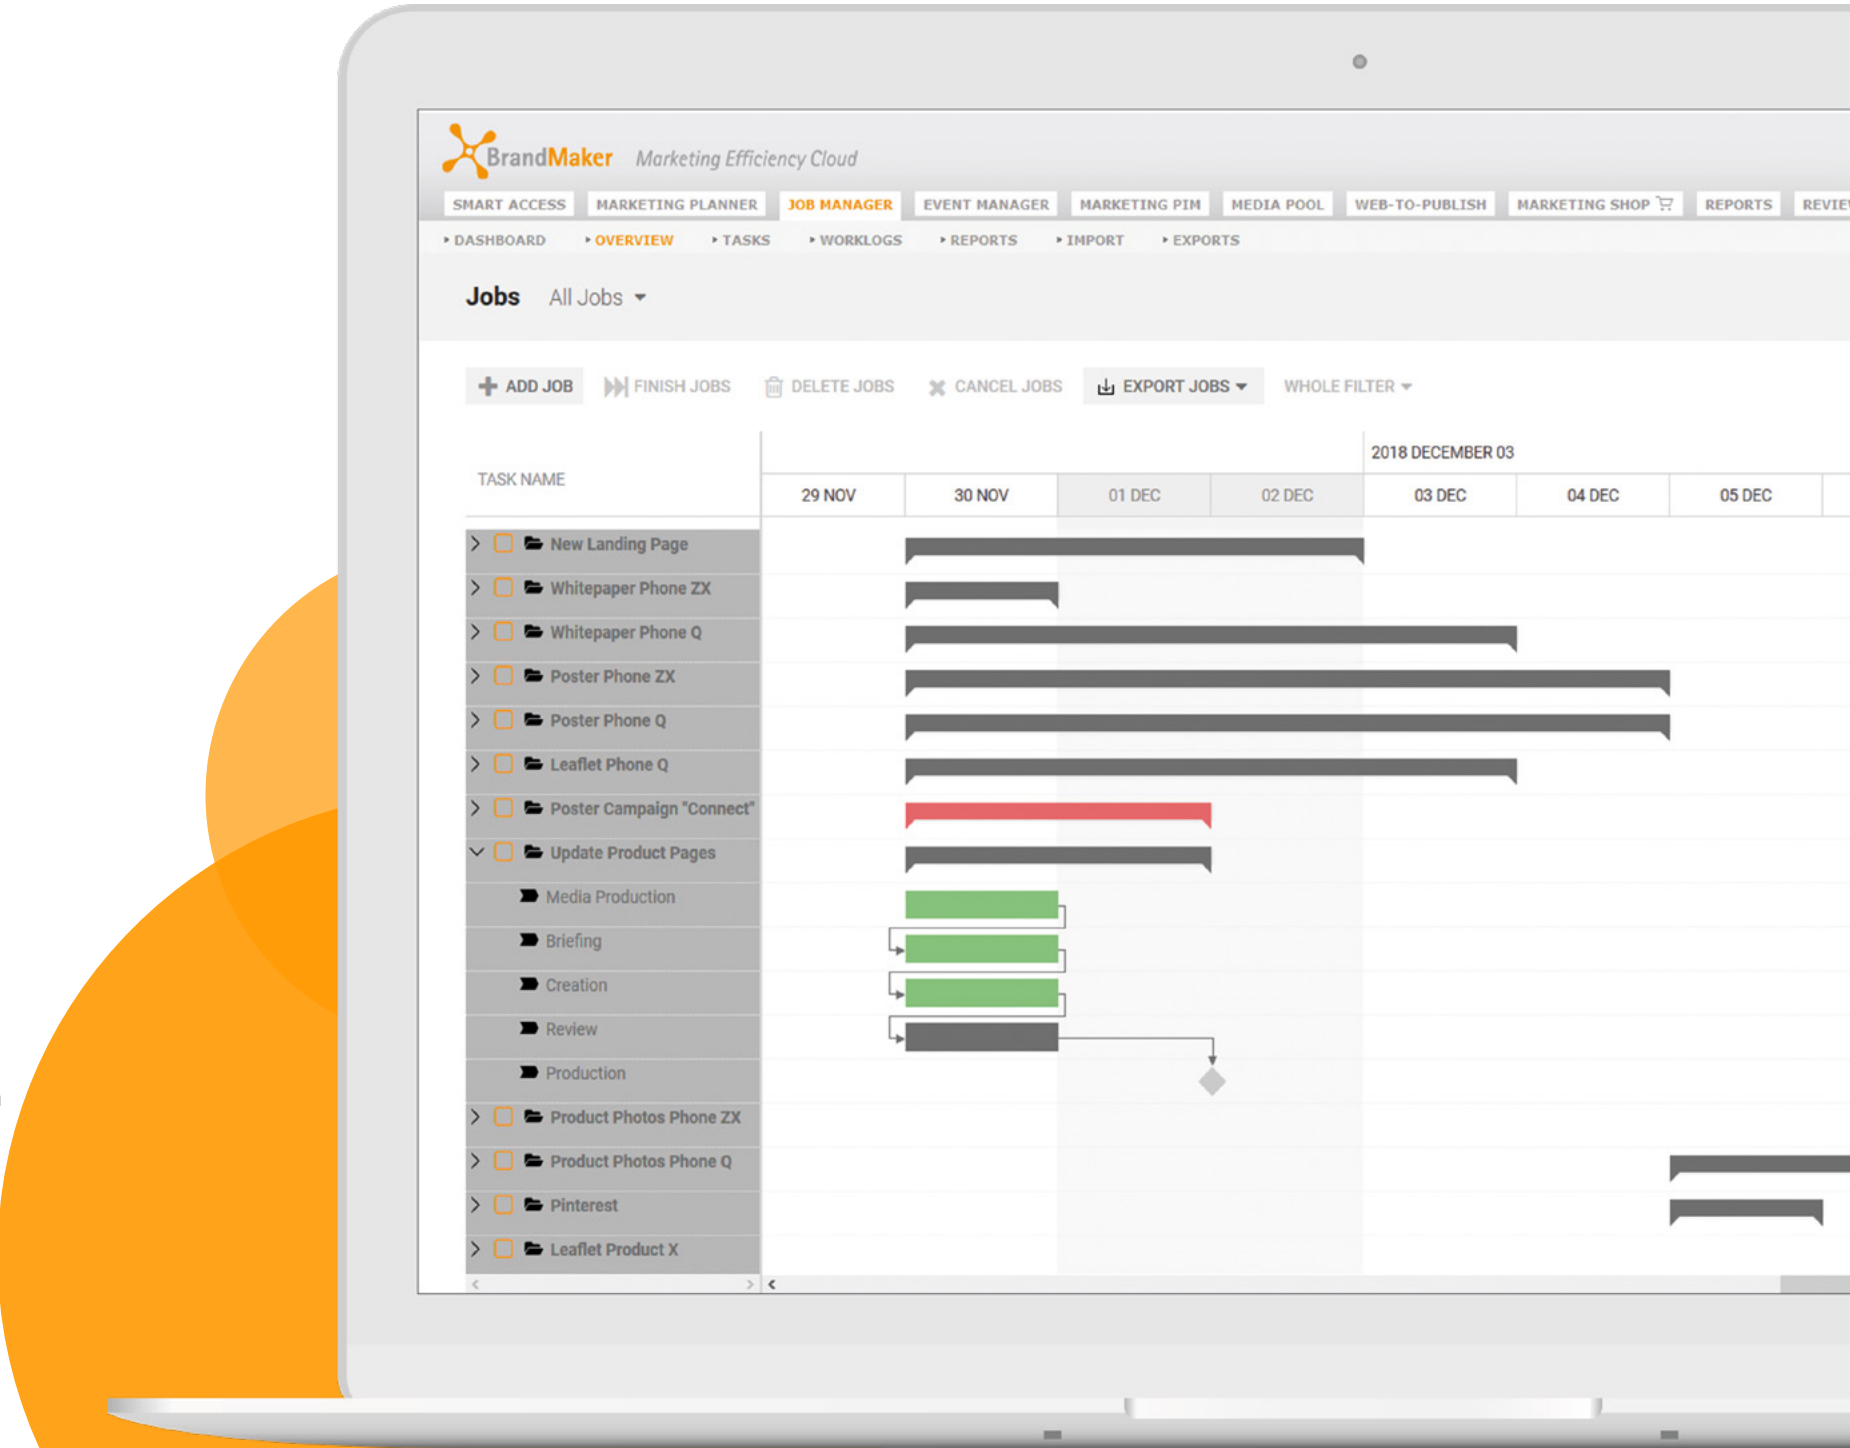 BrandMaker Marketing Efficiency Cloud
SMART ACCESS MARKETING PLANNER JOB MANAGER EVENT MANAGER MARKETING PIM MEDIA POOL WEB-TO-PUBLISH MARKETING SHOP REPORTS REVIEW
DASHBOARD OVERVIEW TASKS WORKLOGS REPORTS IMPORT EXPORTS
Jobs All Jobs
ADD JOB FINISH JOBS DELETE JOBS CANCEL JOBS EXPORT JOBS WHOLE FILTER
2018 DECEMBER 03
TASK NAME
29 NOV 30 NOV 01 DEC 02 DEC 03 DEC 04 DEC 05 DEC
New Landing Page
Whitepaper Phone ZX
Whitepaper Phone Q
Poster Phone ZX
Poster Phone Q
Leaflet Phone Q
Poster Campaign "Connect"
Update Product Pages
Media Production
Briefing
Creation
Review
Production
Product Photos Phone ZX
Product Photos Phone Q
Pinterest
Leaflet Product X